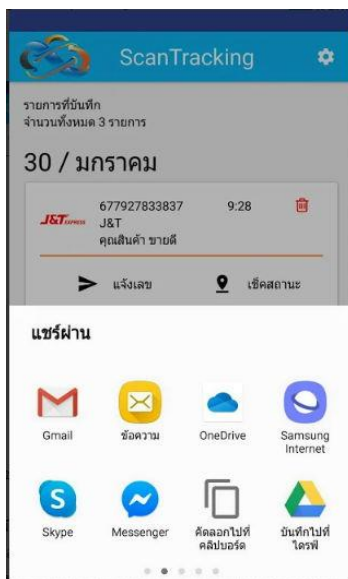 ScanTracking
รายการที่บันทึก
จำนวนทั้งหมด 3 รายการ
30 / มกราคม
677927833837 9:28
J&T EXPRESS J&T
คุณสินค้า ขายดี
แจ้งเลข เช็คสถานะ
แชร์ผ่าน
Gmail ข้อความ OneDrive Samsung
Internet
Skype Messenger คัดลอกไปที่ บันทึกไปที่
คลิปบอร์ด ไดรฟ์